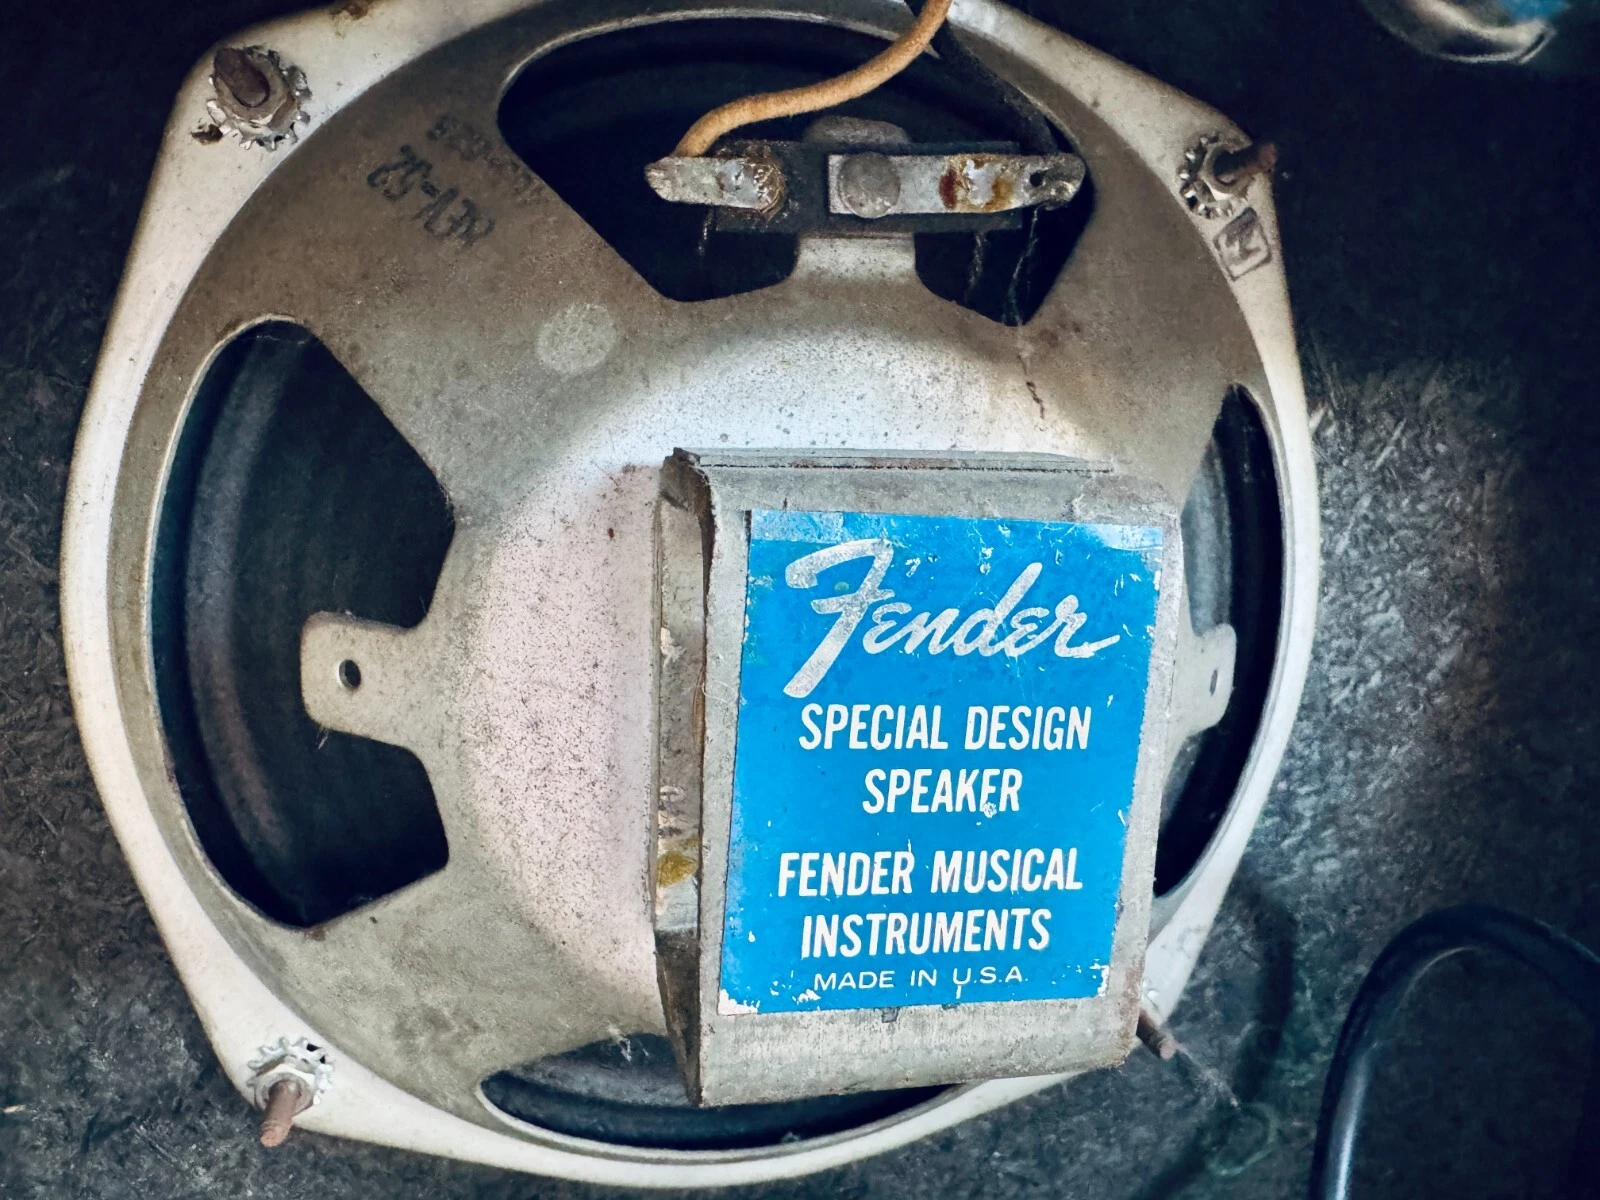 Fender
SPECIAL DESIGN
SPEAKER
FENDER MUSICAL
INSTRUMENTS
MADE IN U.S.A.